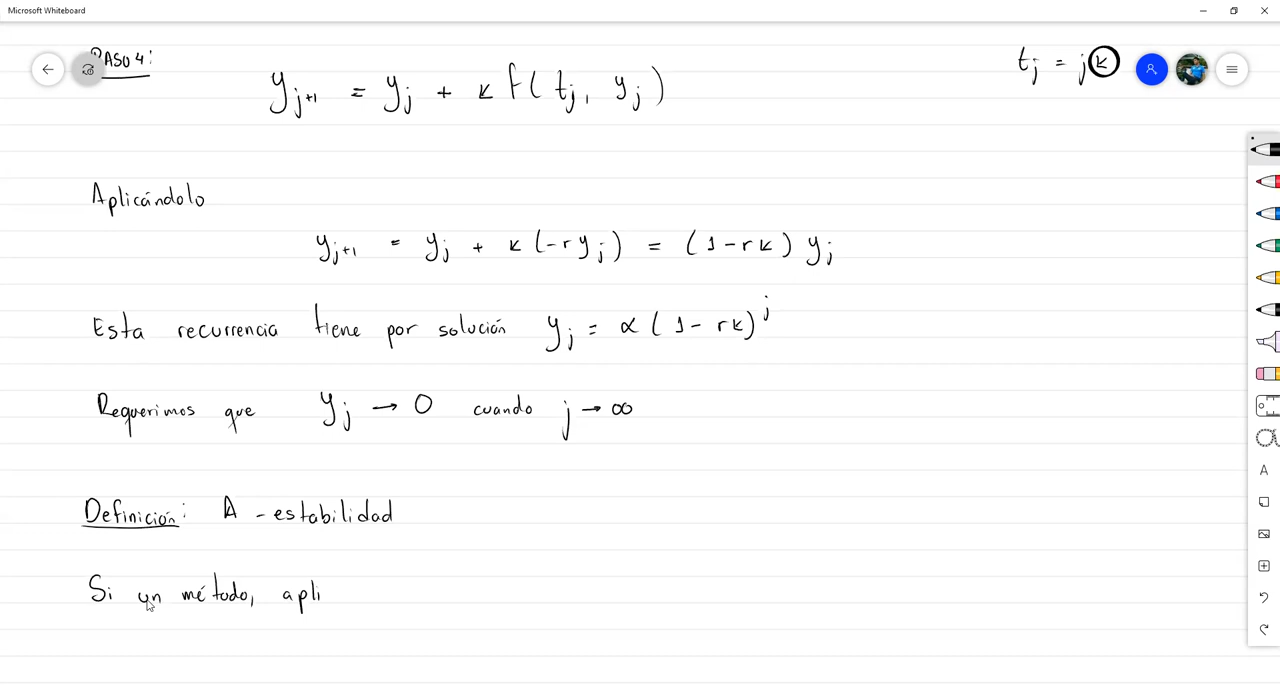 Microsoft Whiteboard
PASO 4:
t_j = jk
y_{j+1} = y_j + k f(t_j, y_j)
Aplicándolo
y_{j+1} = y_j + k(-r y_j) = (1-rk) y_j
Esta recurrencia tiene por solución y_j = α(1-rk)^j
Requerimos que y_j → 0 cuando j → ∞
Definición: A-estabilidad
Si un método, apli